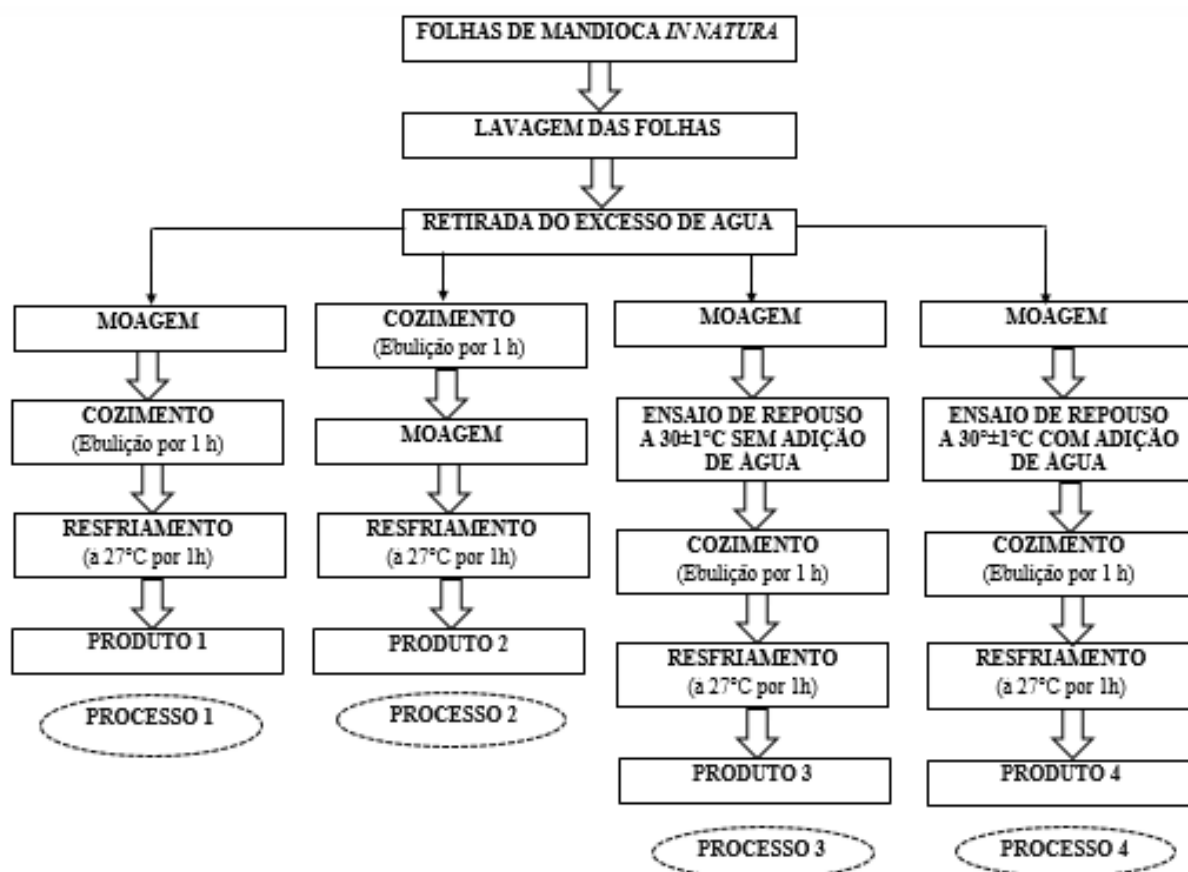 FOLHAS DE MANDIOCA IN NATURA
LAVAGEM DAS FOLHAS
RETIRADA DO EXCESSO DE AGUA
MOAGEM
COZIMENTO
(Ebulição por 1 h)
RESFRIAMENTO
(à 27°C por 1h)
PRODUTO 1
PROCESSO 1
COZIMENTO
(Ebulição por 1 h)
MOAGEM
RESFRIAMENTO
(à 27°C por 1h)
PRODUTO 2
PROCESSO 2
MOAGEM
ENSAIO DE REPOUSO
A 30±1°C SEM ADIÇÃO
DE ÁGUA
COZIMENTO
(Ebulição por 1 h)
RESFRIAMENTO
(à 27°C por 1h)
PRODUTO 3
PROCESSO 3
MOAGEM
ENSAIO DE REPOUSO
A 30°±1°C COM ADIÇÃO
DE ÁGUA
COZIMENTO
(Ebulição por 1 h)
RESFRIAMENTO
(à 27°C por 1h)
PRODUTO 4
PROCESSO 4